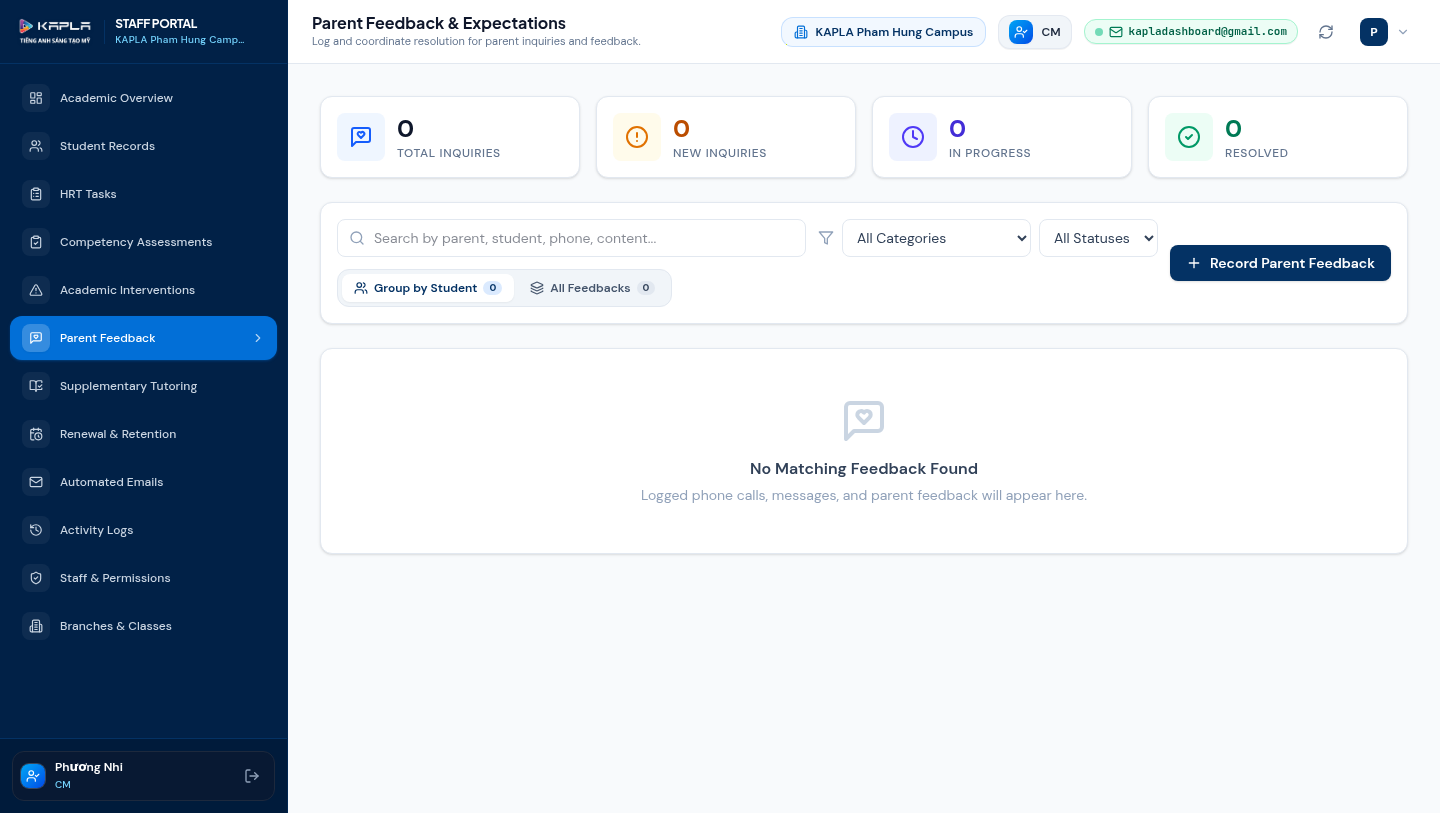 KAPLA
TIẾNG ANH SÁNG TẠO MỸ
STAFF PORTAL
KAPLA Pham Hung Camp...
Academic Overview
Student Records
HRT Tasks
Competency Assessments
Academic Interventions
Parent Feedback
Supplementary Tutoring
Renewal & Retention
Automated Emails
Activity Logs
Staff & Permissions
Branches & Classes
Phương Nhi
CM
Parent Feedback & Expectations
Log and coordinate resolution for parent inquiries and feedback.
KAPLA Pham Hung Campus
CM
kapladashboard@gmail.com
P
0
TOTAL INQUIRIES
0
NEW INQUIRIES
0
IN PROGRESS
0
RESOLVED
Search by parent, student, phone, content...
All Categories
All Statuses
Group by Student 0
All Feedbacks 0
Record Parent Feedback
No Matching Feedback Found
Logged phone calls, messages, and parent feedback will appear here.